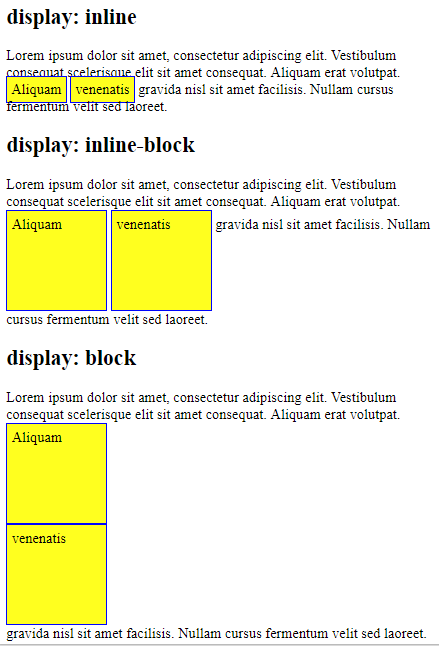 display: inline
Lorem ipsum dolor sit amet, consectetur adipiscing elit. Vestibulum
consequat scelerisque elit sit amet consequat. Aliquam erat volutpat.
Aliquam venenatis gravida nisl sit amet facilisis. Nullam cursus
fermentum velit sed laoreet.
display: inline-block
Lorem ipsum dolor sit amet, consectetur adipiscing elit. Vestibulum
consequat scelerisque elit sit amet consequat. Aliquam erat volutpat.
Aliquam venenatis gravida nisl sit amet facilisis. Nullam
cursus fermentum velit sed laoreet.
display: block
Lorem ipsum dolor sit amet, consectetur adipiscing elit. Vestibulum
consequat scelerisque elit sit amet consequat. Aliquam erat volutpat.
Aliquam
venenatis
gravida nisl sit amet facilisis. Nullam cursus fermentum velit sed laoreet.